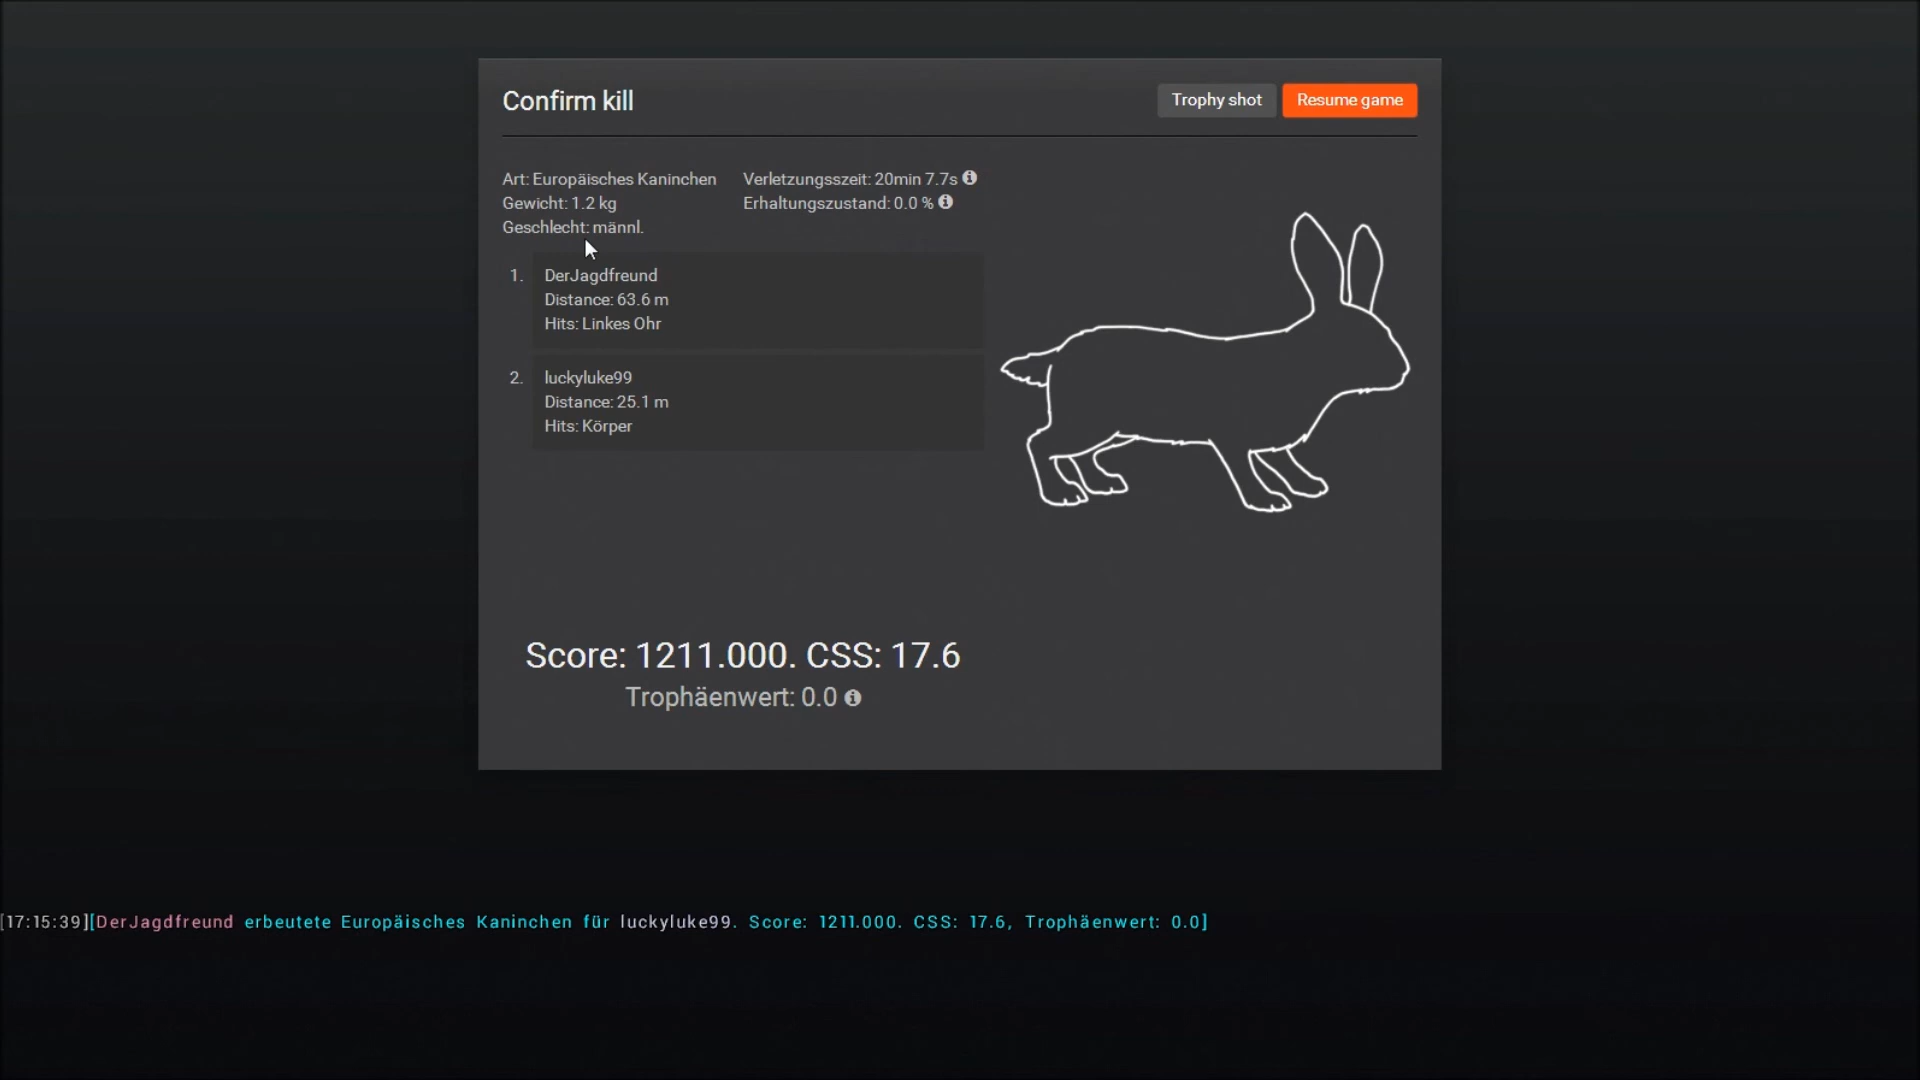 Confirm kill
Trophy shot
Resume game
Art: Europäisches Kaninchen
Gewicht: 1.2 kg
Geschlecht: männl.
Verletzungsszeit: 20min 7.7s
Erhaltungszustand: 0.0 %
1. DerJagdfreund
Distance: 63.6 m
Hits: Linkes Ohr
2. luckyluke99
Distance: 25.1 m
Hits: Körper
Score: 1211.000. CSS: 17.6
Trophäenwert: 0.0
[17:15:39][DerJagdfreund erbeutete Europäisches Kaninchen für luckyluke99. Score: 1211.000. CSS: 17.6, Trophäenwert: 0.0]